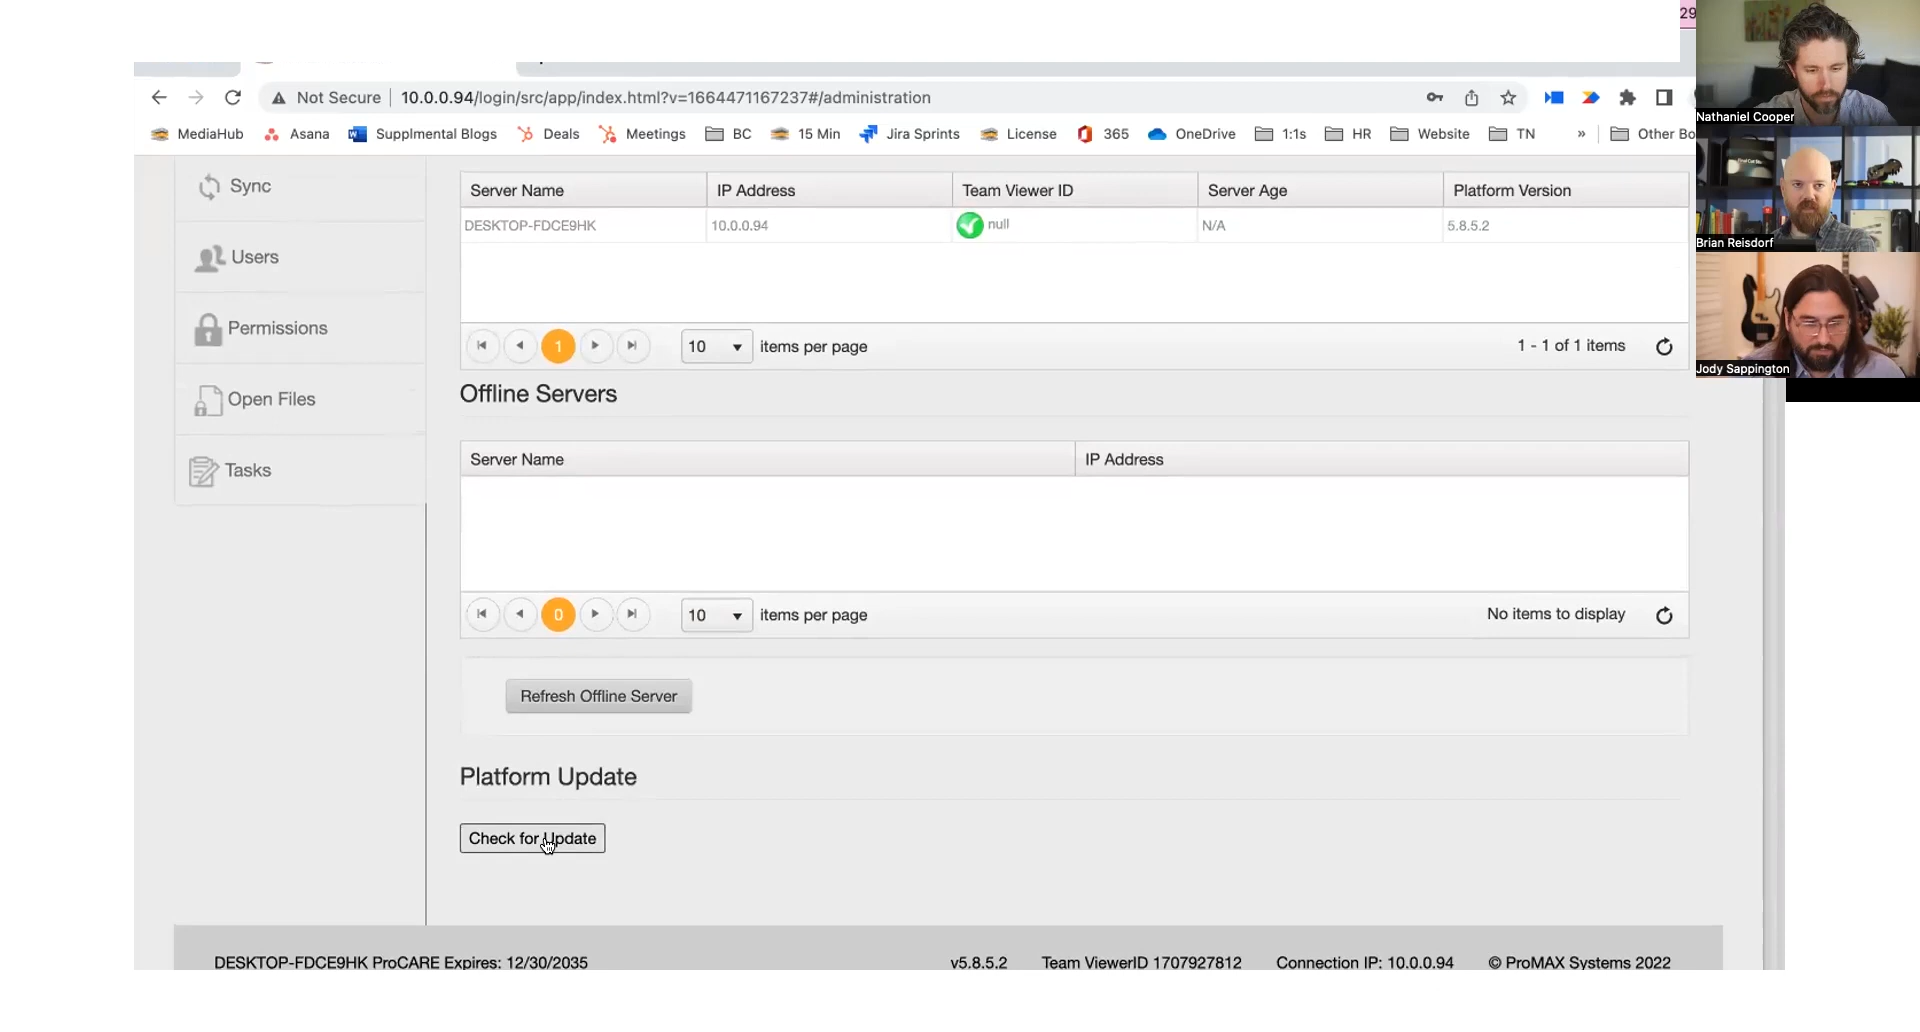 29
Not Secure 10.0.0.94/login/src/app/index.html?v=1664471167237#/administration
MediaHub Asana Supplmental Blogs Deals Meetings BC 15 Min Jira Sprints License 365 OneDrive 1:1s HR Website TN » Other Bo
Nathaniel Cooper
Brian Reisdorf
Jody Sappington
Sync
Users
Permissions
Open Files
Tasks
Server Name IP Address Team Viewer ID Server Age Platform Version
DESKTOP-FDCE9HK 10.0.0.94 null N/A 5.8.5.2
1 10 items per page 1 - 1 of 1 items
Offline Servers
Server Name IP Address
0 10 items per page No items to display
Refresh Offline Server
Platform Update
Check for Update
DESKTOP-FDCE9HK ProCARE Expires: 12/30/2035 v5.8.5.2 Team ViewerID 1707927812 Connection IP: 10.0.0.94 © ProMAX Systems 2022